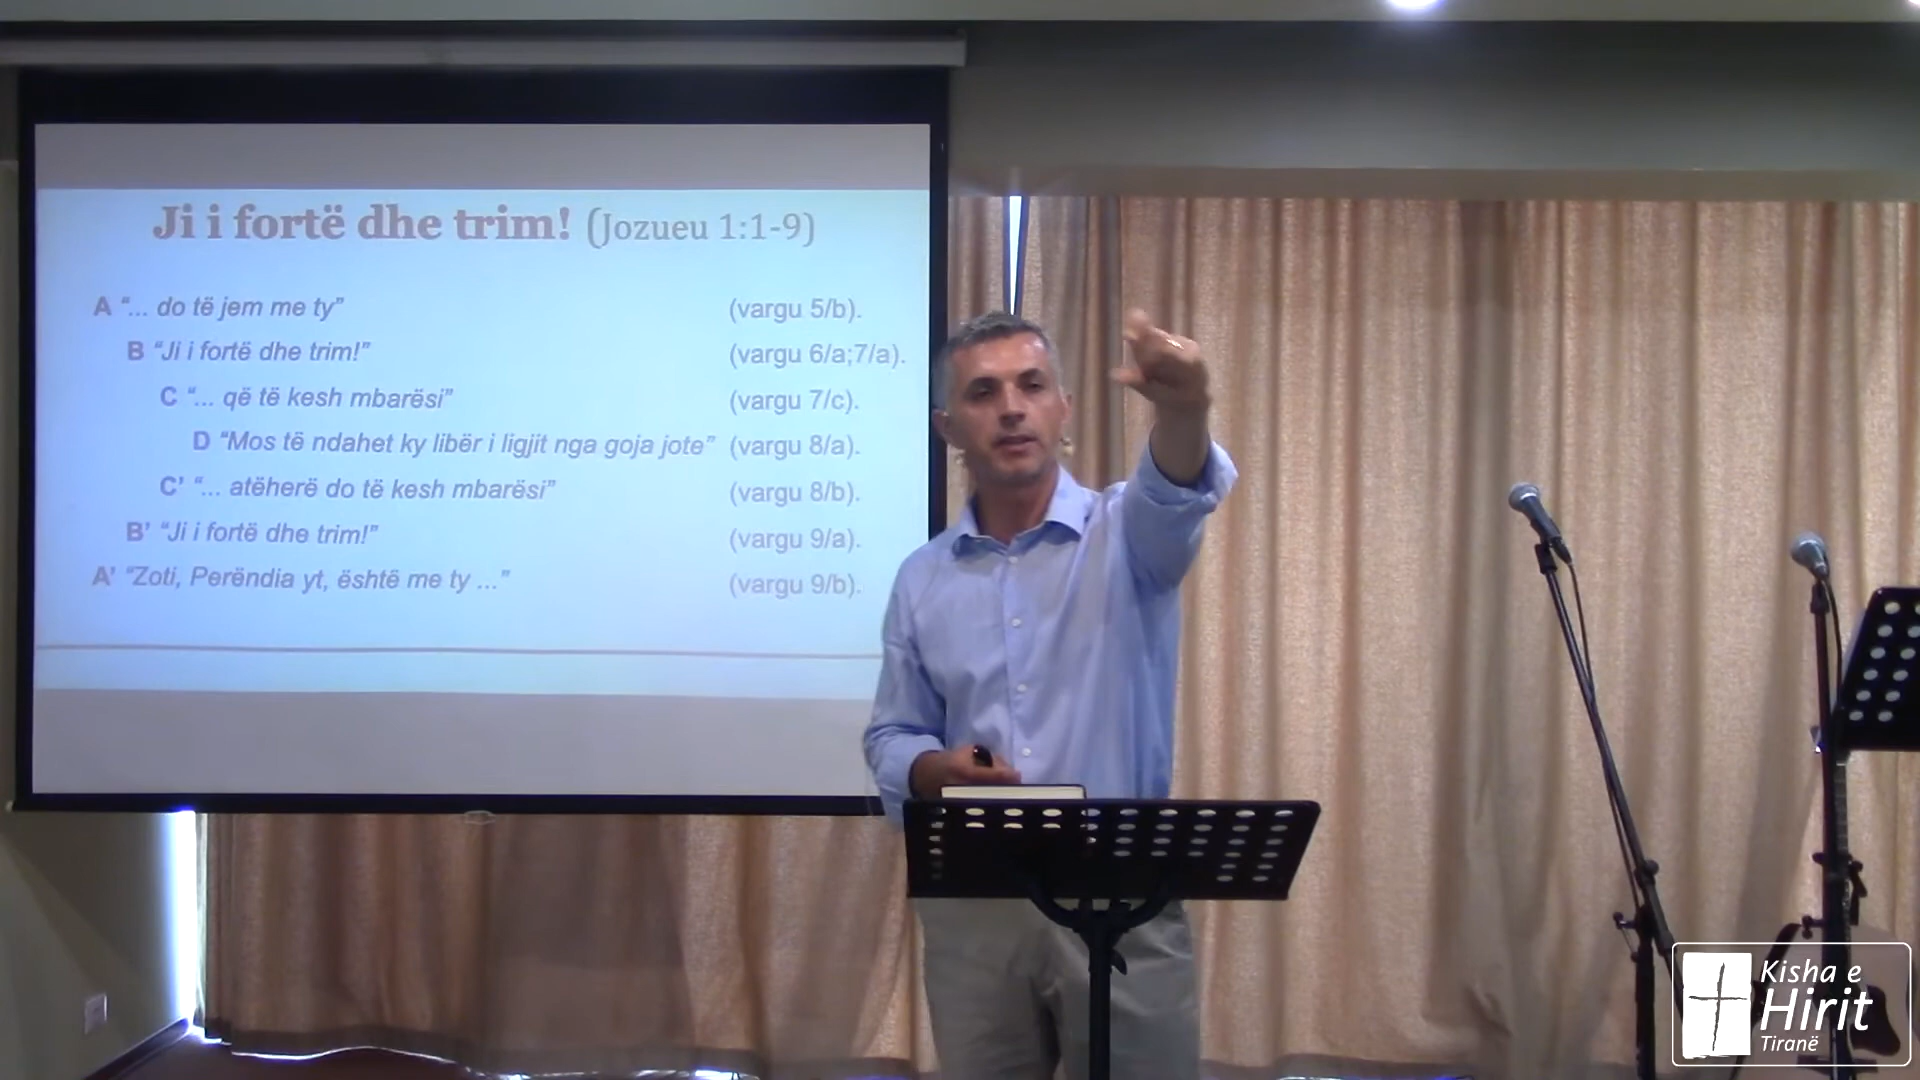 Ji i fortë dhe trim! (Jozueu 1:1-9)
A “... do të jem me ty” (vargu 5/b).
B “Ji i fortë dhe trim!” (vargu 6/a;7/a).
C “... që të kesh mbarësi” (vargu 7/c).
D “Mos të ndahet ky libër i ligjit nga goja jote” (vargu 8/a).
C’ “... atëherë do të kesh mbarësi” (vargu 8/b).
B’ “Ji i fortë dhe trim!” (vargu 9/a).
A’ “Zoti, Perëndia yt, është me ty ...” (vargu 9/b).
Kisha e
Hirit
Tiranë